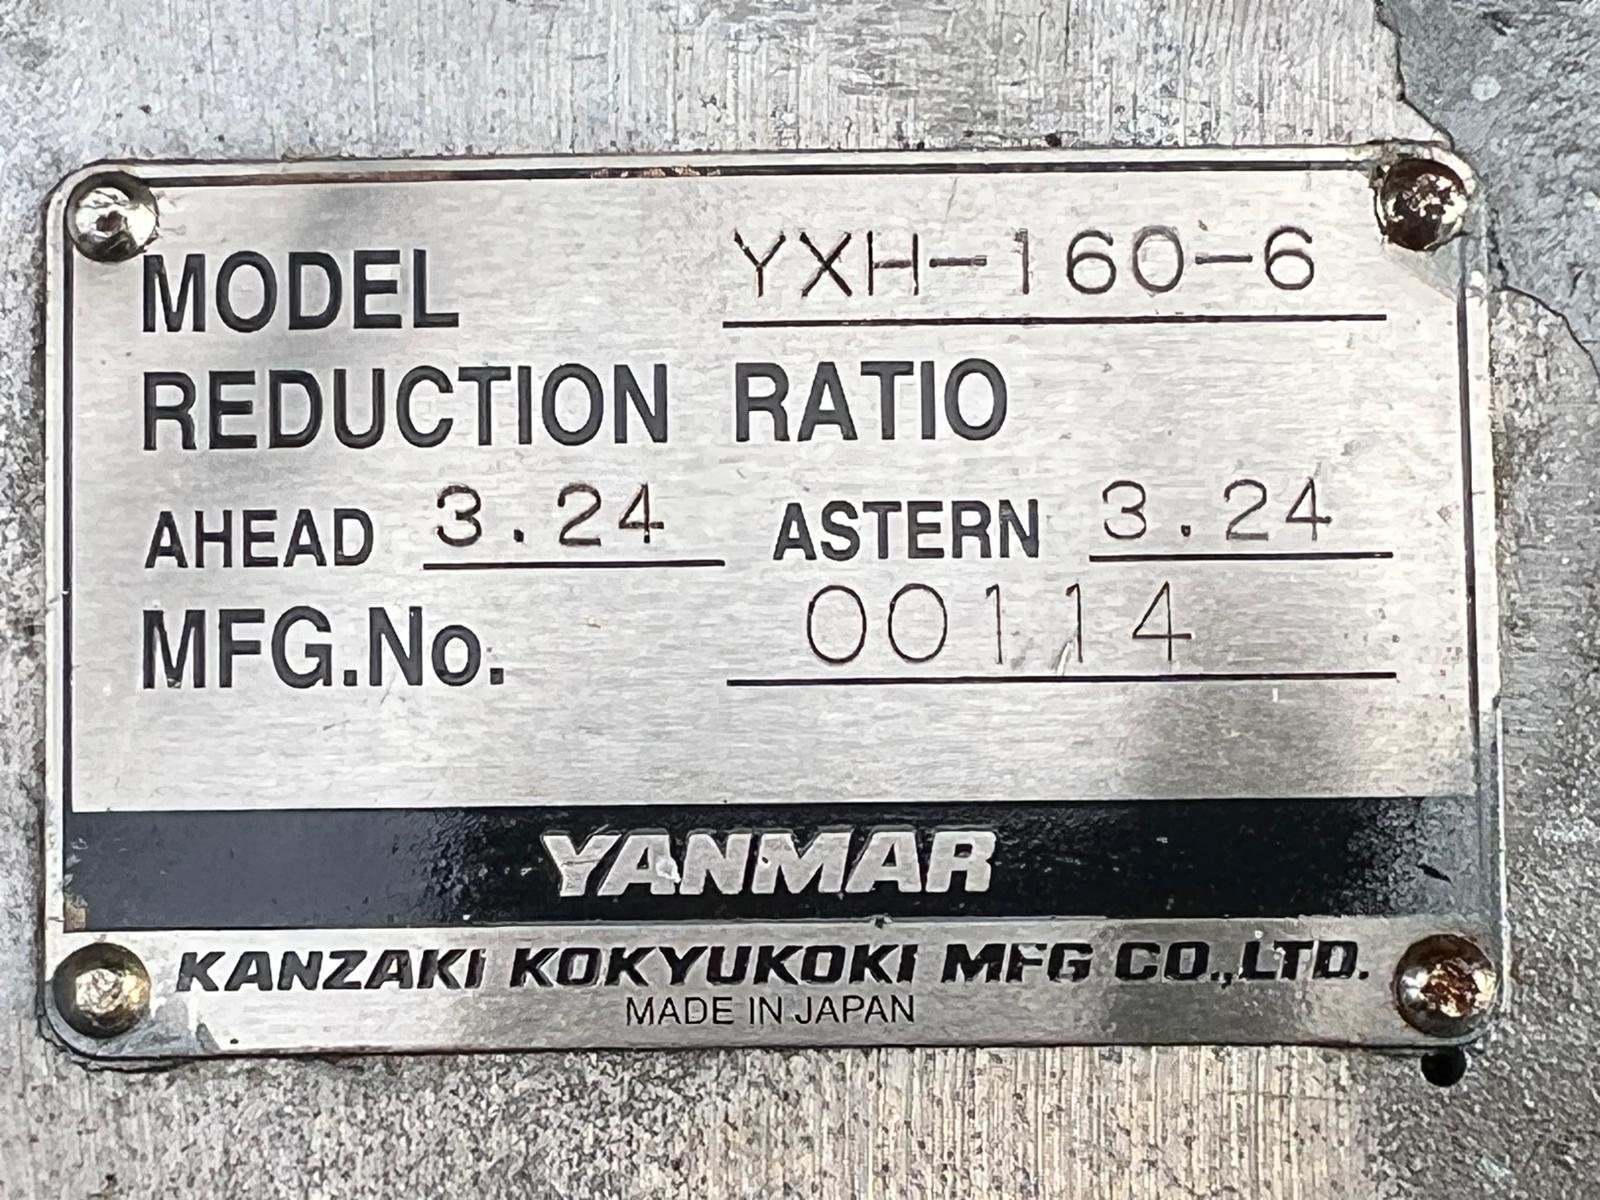 MODEL YXH-160-6
REDUCTION RATIO
AHEAD 3.24 ASTERN 3.24
MFG.No. 00114
YANMAR
KANZAKI KOKYUKOKI MFG CO.,LTD.
MADE IN JAPAN